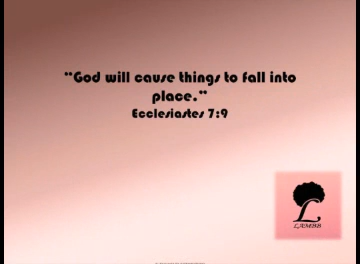 "God will cause things to fall into
place."
Ecclesiastes 7:9
L
LAMBB